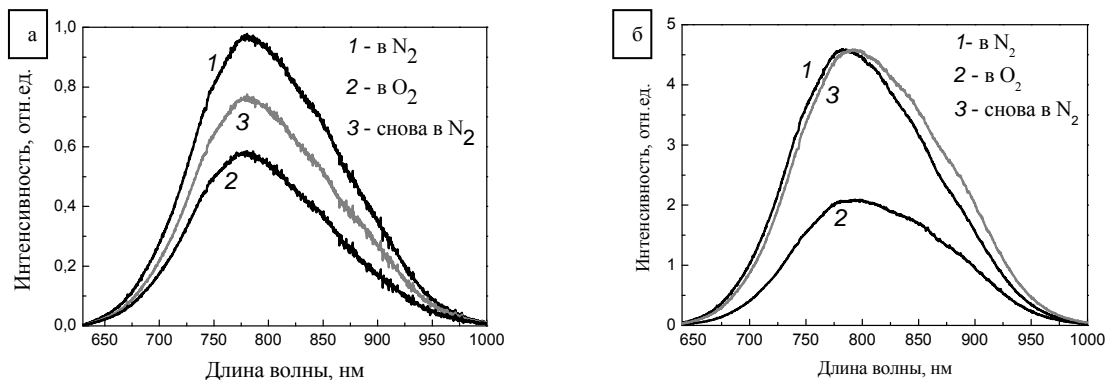 а
Интенсивность, отн.ед.
1,0
0,8
0,6
0,4
0,2
0,0
1 - в N2
2 - в O2
3 - снова в N2
1
3
2
650 700 750 800 850 900 950 1000
Длина волны, нм
б
Интенсивность, отн.ед.
5
4
3
2
1
0
1- в N2
2 - в O2
3 - снова в N2
1
3
2
650 700 750 800 850 900 950 1000
Длина волны, нм